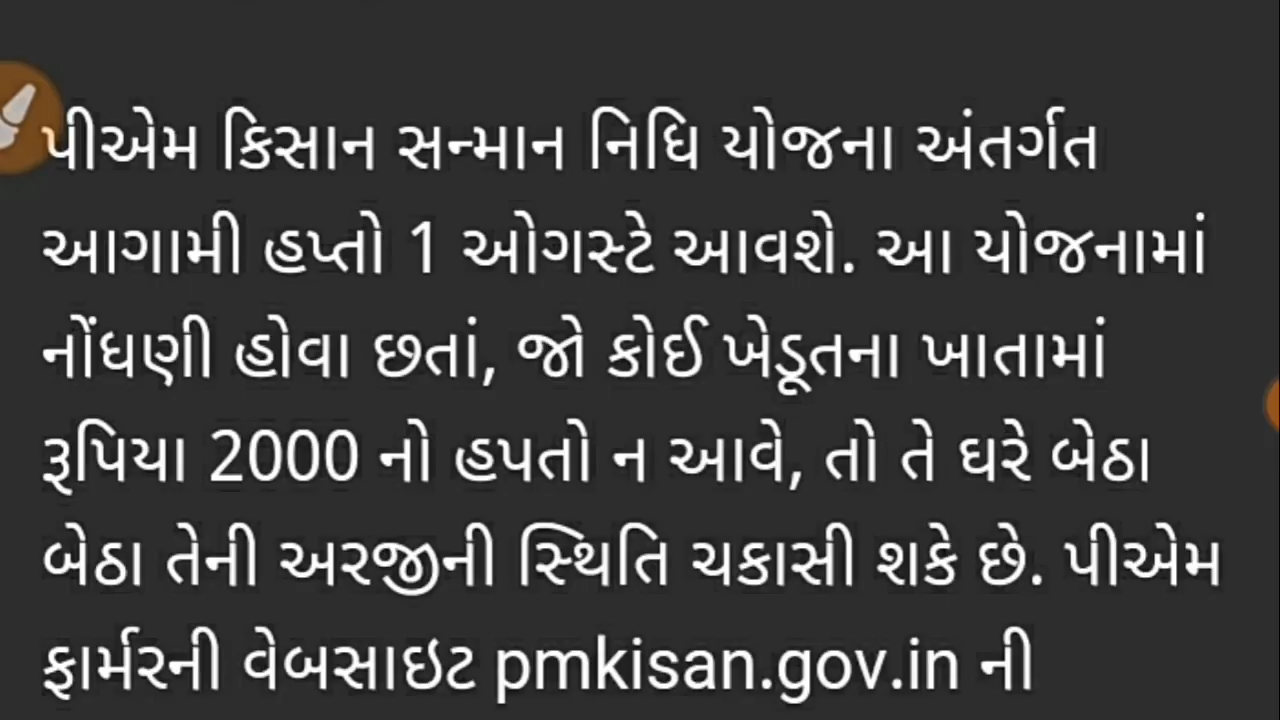 પીએમ કિસાન સન્માન નિધિ યોજના અંતર્ગત
આગામી હપ્તો 1 ઓગસ્ટે આવશે. આ યોજનામાં
નોંધણી હોવા છતાં, જો કોઈ ખેડૂતના ખાતામાં
રૂપિયા 2000 નો હપતો ન આવે, તો તે ઘરે બેઠા
બેઠા તેની અરજીની સ્થિતિ ચકાસી શકે છે. પીએમ
ફાર્મરની વેબસાઇટ pmkisan.gov.in ની